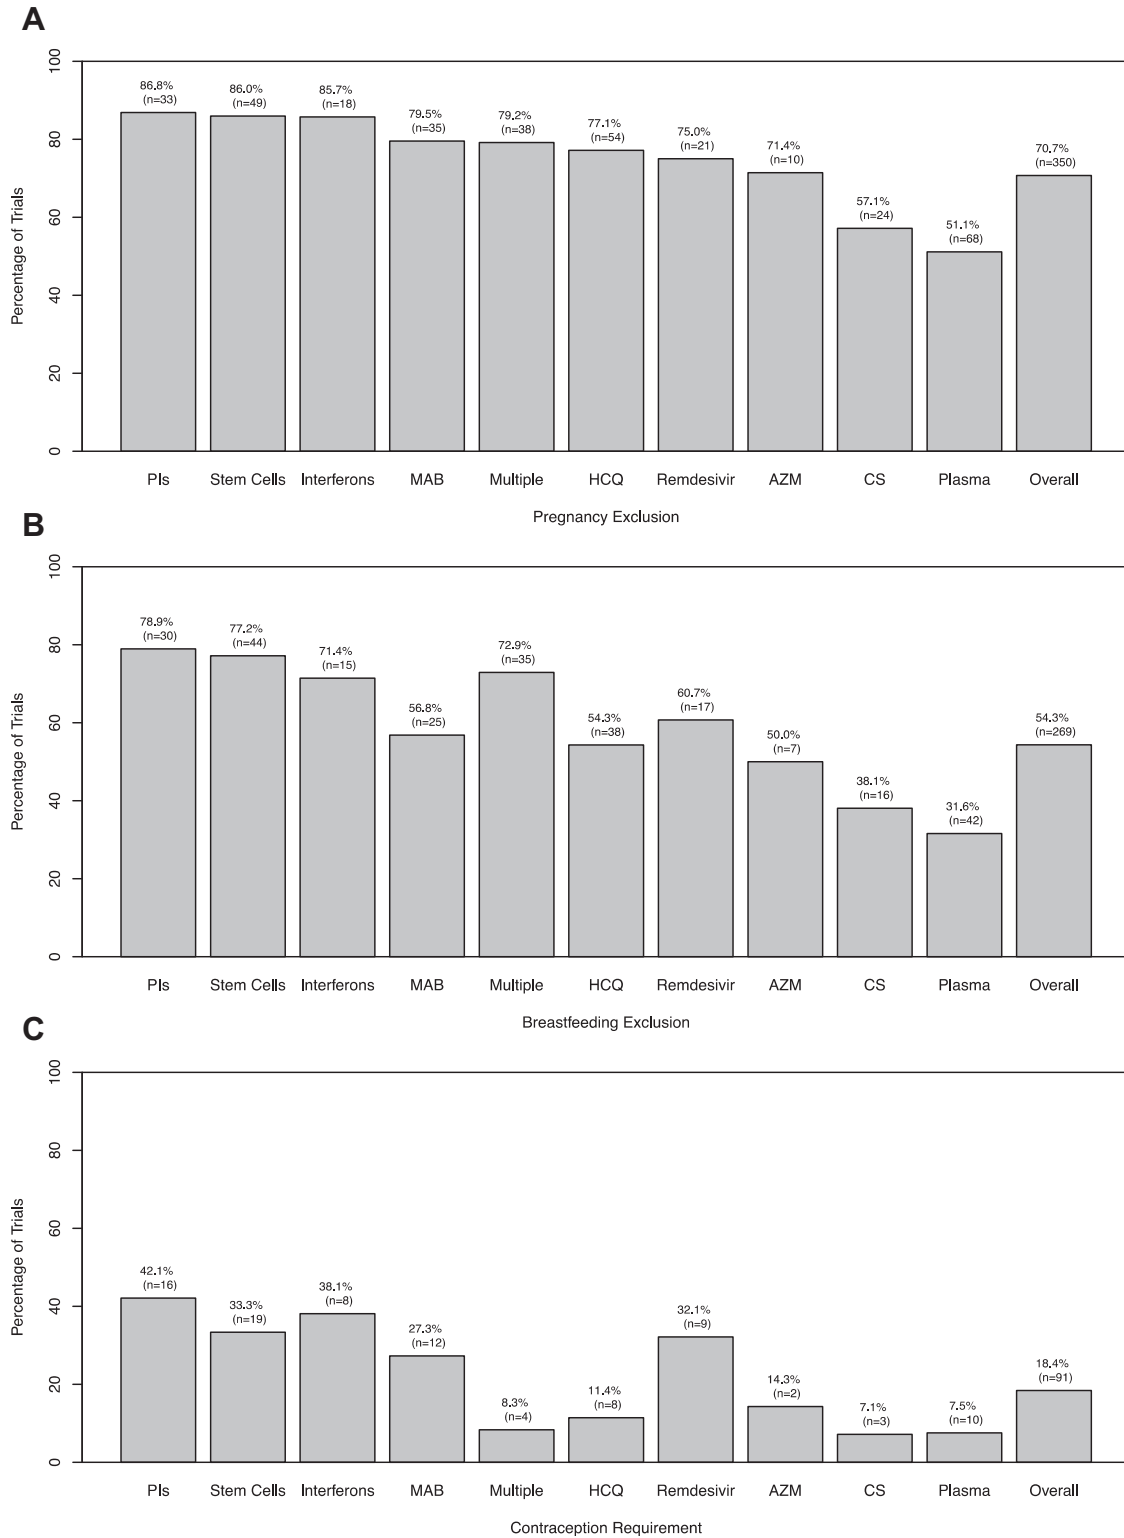 A
100
80
60
40
20
0
Percentage of Trials
86.8%
(n=33)
86.0%
(n=49)
85.7%
(n=18)
79.5%
(n=35)
79.2%
(n=38)
77.1%
(n=54)
75.0%
(n=21)
71.4%
(n=10)
57.1%
(n=24)
51.1%
(n=68)
70.7%
(n=350)
PIs Stem Cells Interferons MAB Multiple HCQ Remdesivir AZM CS Plasma Overall
Pregnancy Exclusion
B
100
80
60
40
20
0
Percentage of Trials
78.9%
(n=30)
77.2%
(n=44)
71.4%
(n=15)
56.8%
(n=25)
72.9%
(n=35)
54.3%
(n=38)
60.7%
(n=17)
50.0%
(n=7)
38.1%
(n=16)
31.6%
(n=42)
54.3%
(n=269)
PIs Stem Cells Interferons MAB Multiple HCQ Remdesivir AZM CS Plasma Overall
Breastfeeding Exclusion
C
100
80
60
40
20
0
Percentage of Trials
42.1%
(n=16)
33.3%
(n=19)
38.1%
(n=8)
27.3%
(n=12)
8.3%
(n=4)
11.4%
(n=8)
32.1%
(n=9)
14.3%
(n=2)
7.1%
(n=3)
7.5%
(n=10)
18.4%
(n=91)
PIs Stem Cells Interferons MAB Multiple HCQ Remdesivir AZM CS Plasma Overall
Contraception Requirement